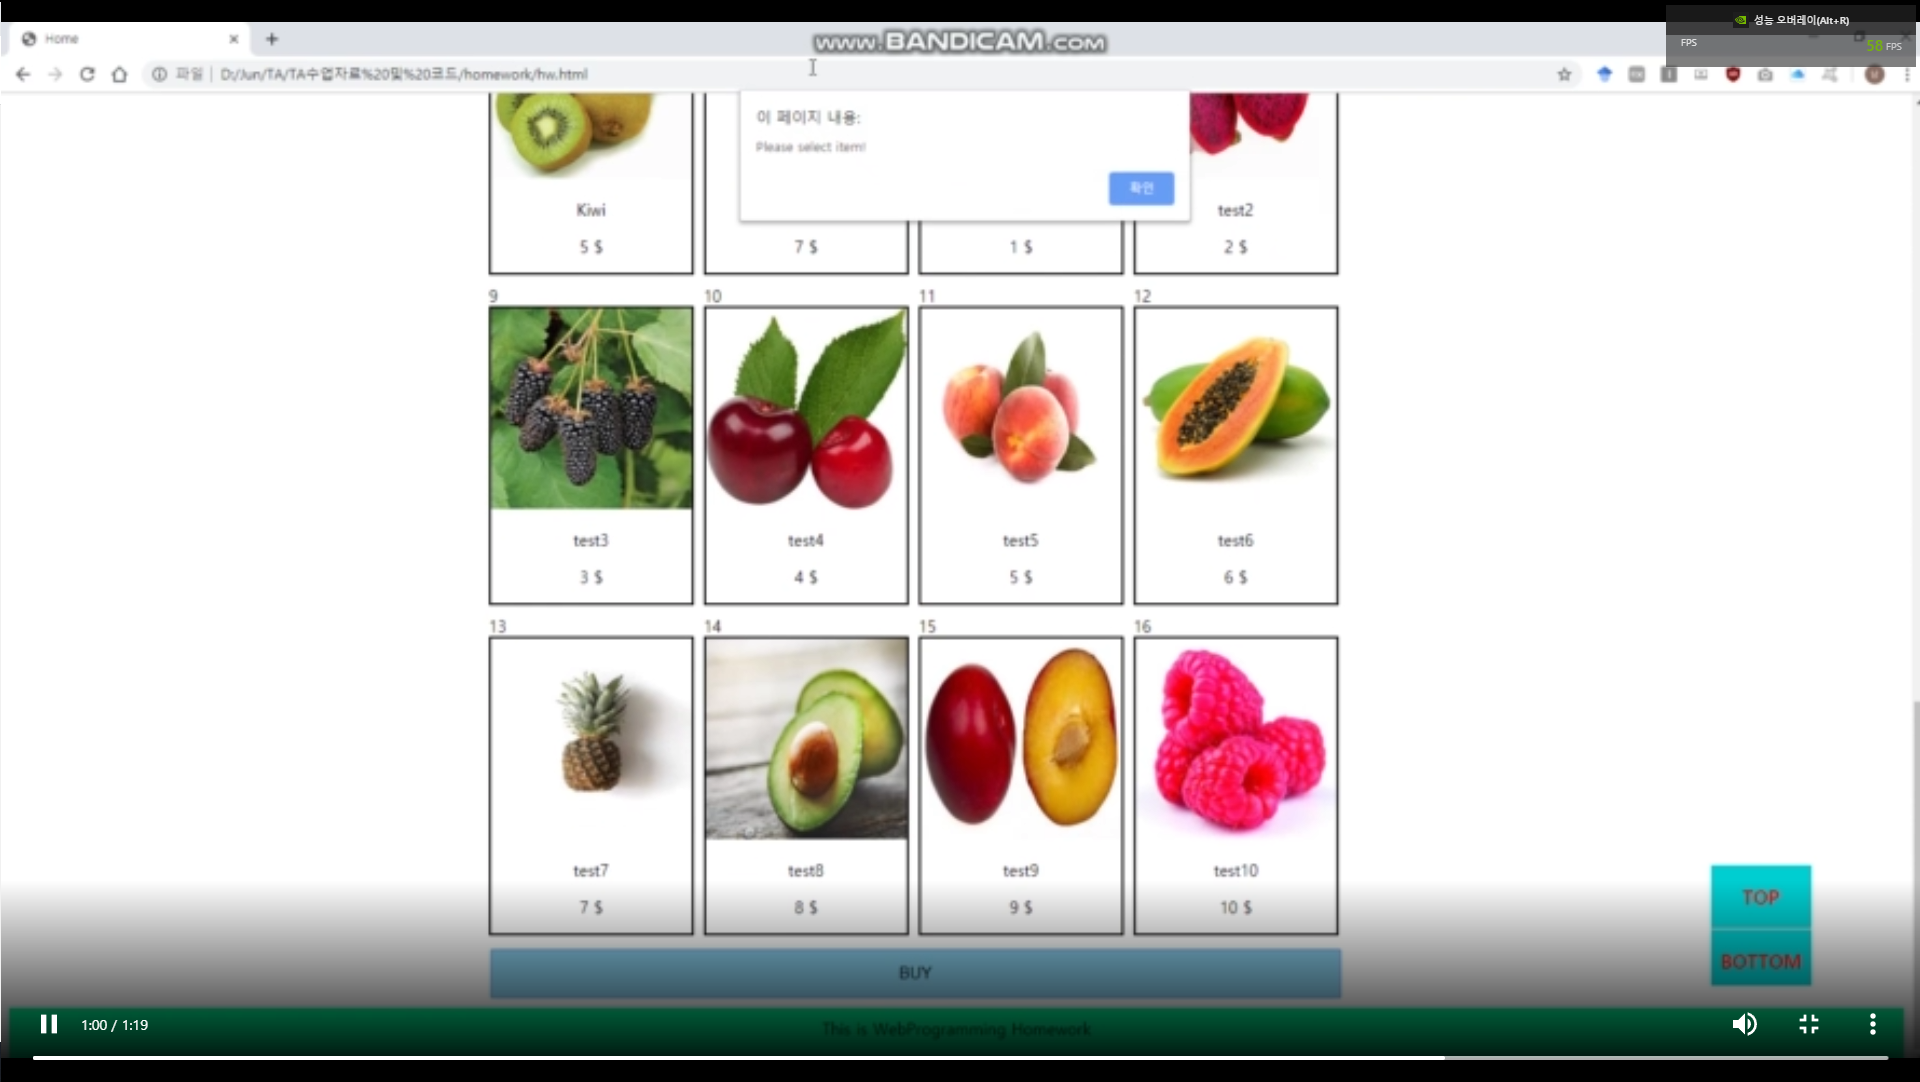 성능 오버레이(Alt+R)
Home
www.BANDICAM.com
FPS
58 FPS
파일 | D:/Jun/TA/TA수업자료%20및%20코드/homework/hw.html
이 페이지 내용:
Please select item!
확인
Kiwi
test2
5 $
7 $
1 $
2 $
9
10
11
12
test3
test4
test5
test6
3 $
4 $
5 $
6 $
13
14
15
16
test7
test8
test9
test10
7 $
8 $
9 $
10 $
TOP
BOTTOM
BUY
1:00 / 1:19
This is WebProgramming Homework